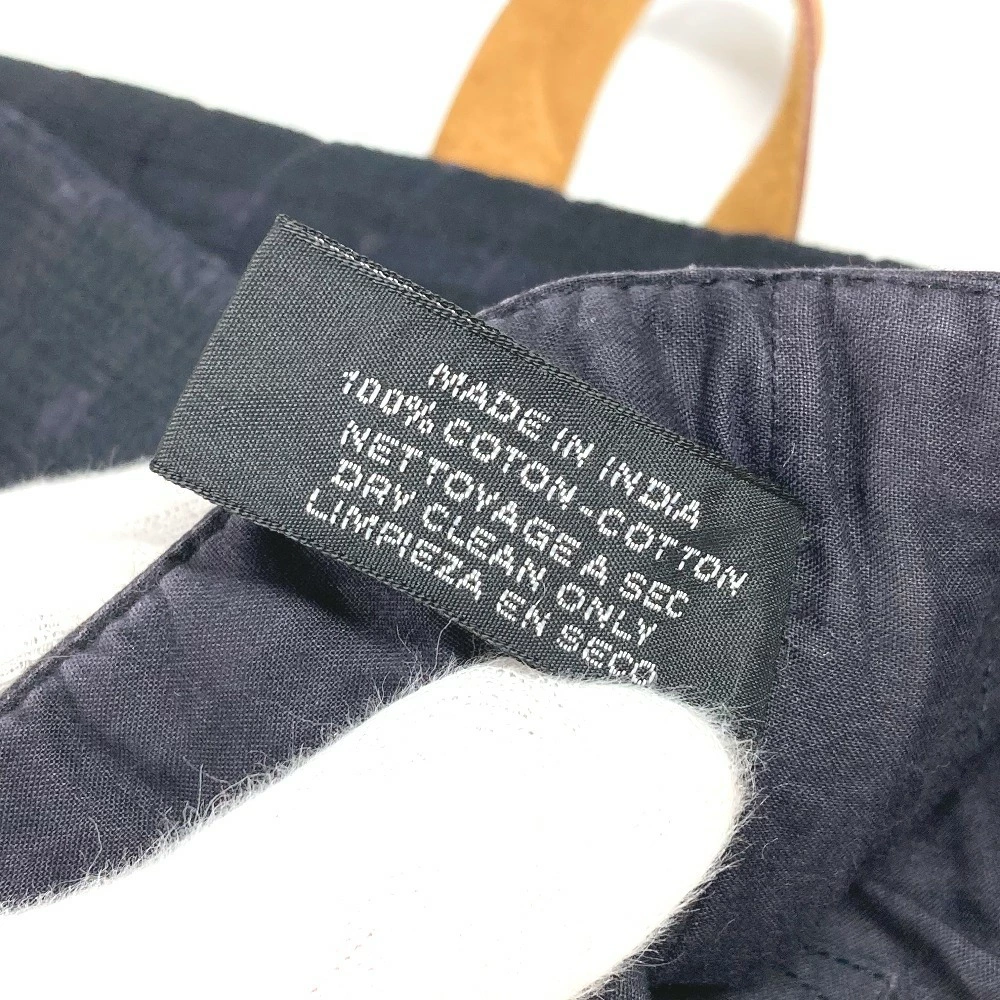 MADE IN INDIA
100% COTON-COTTON
NETTOYAGE A SEC
DRY CLEAN ONLY
LIMPIEZA EN SECO